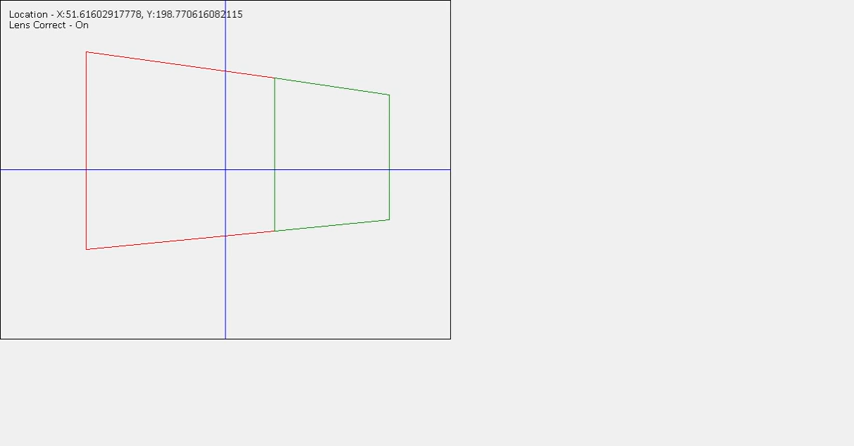 Location - X:51.61602917778, Y:198.770616082115
Lens Correct - On